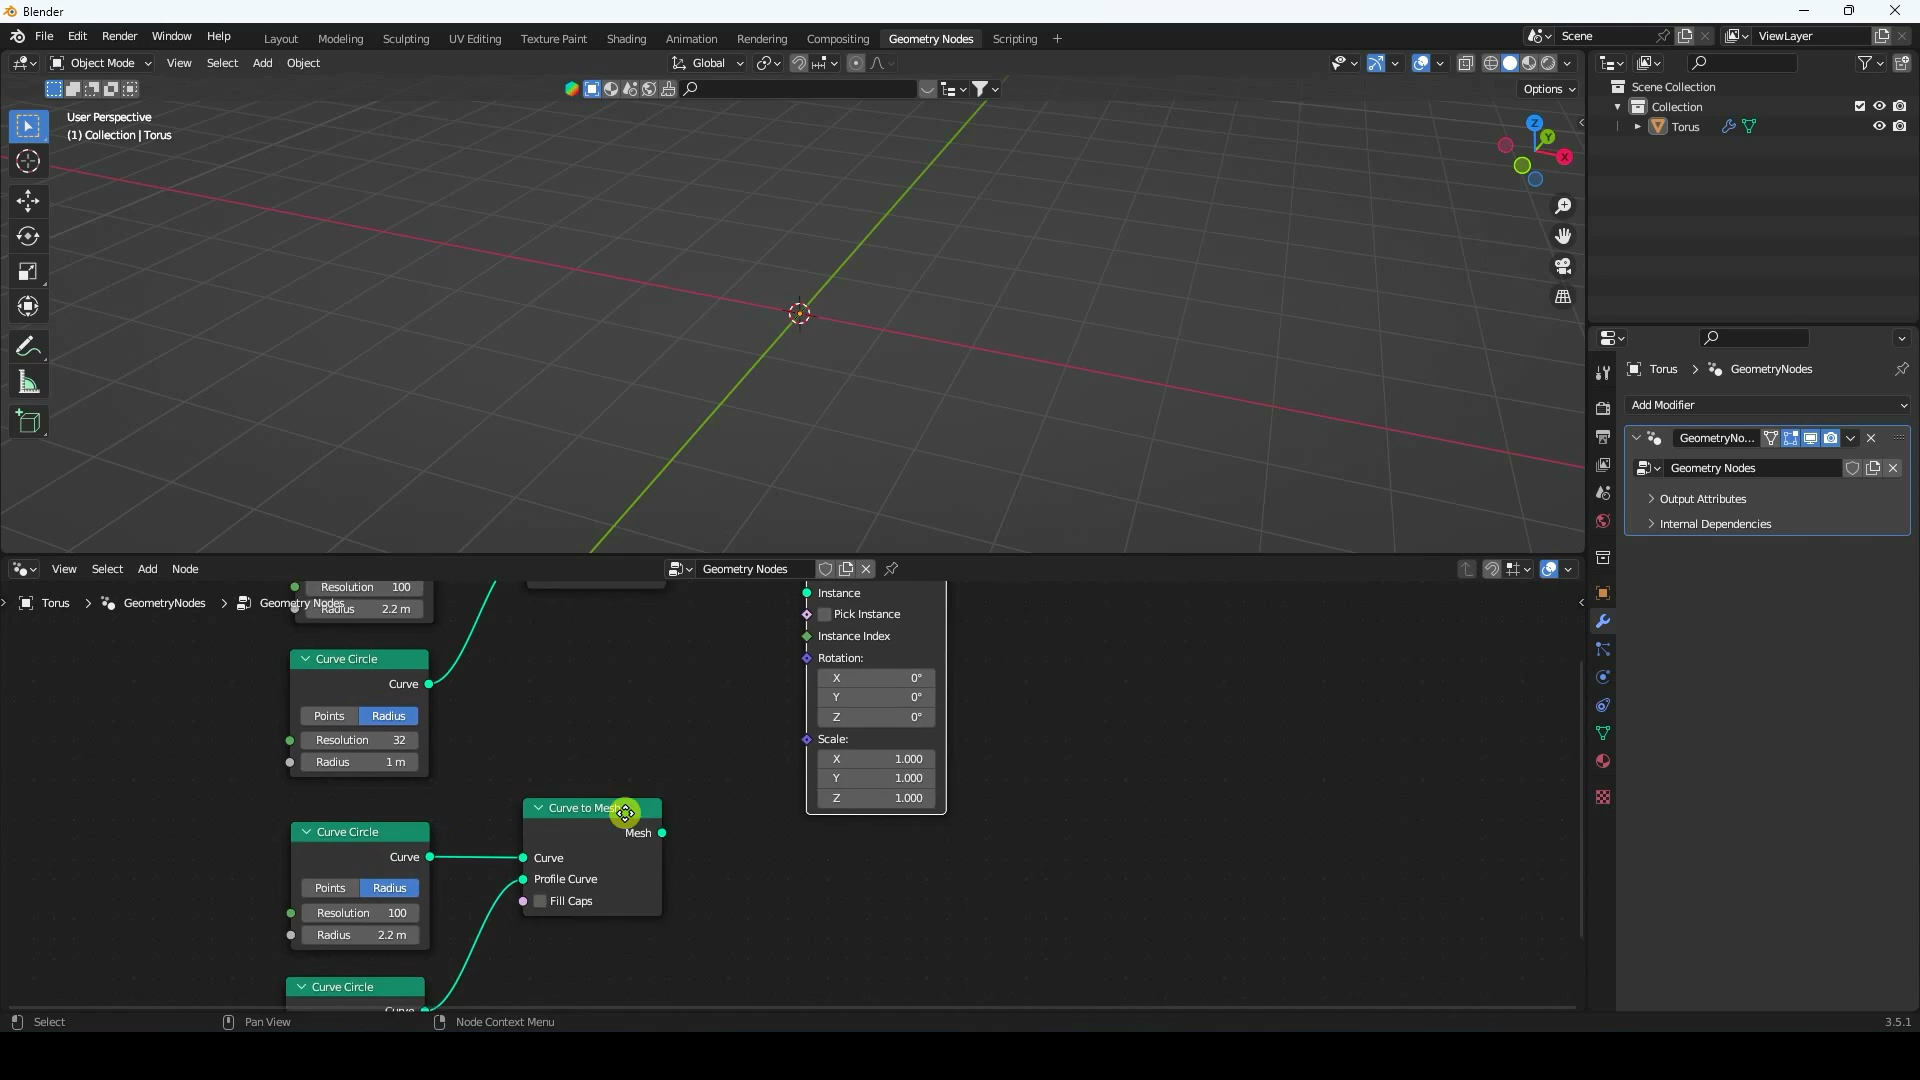 Blender
File Edit Render Window Help Layout Modeling Sculpting UV Editing Texture Paint Shading Animation Rendering Compositing Geometry Nodes Scripting + Scene ViewLayer
Object Mode View Select Add Object Global
Options
User Perspective
(1) Collection | Torus
Z
Y
X
Scene Collection
Collection
Torus
Torus > GeometryNodes
Add Modifier
GeometryNo...
Geometry Nodes
Output Attributes
Internal Dependencies
View Select Add Node Geometry Nodes
Torus > GeometryNodes > Geometry Nodes
Resolution 100
Radius 2.2 m
Curve Circle
Curve
Points Radius
Resolution 32
Radius 1 m
Curve Circle
Curve
Points Radius
Resolution 100
Radius 2.2 m
Curve Circle
Curve
Curve to Mesh
Mesh
Curve
Profile Curve
Fill Caps
Instance
Pick Instance
Instance Index
Rotation:
X 0°
Y 0°
Z 0°
Scale:
X 1.000
Y 1.000
Z 1.000
Select Pan View Node Context Menu 3.5.1